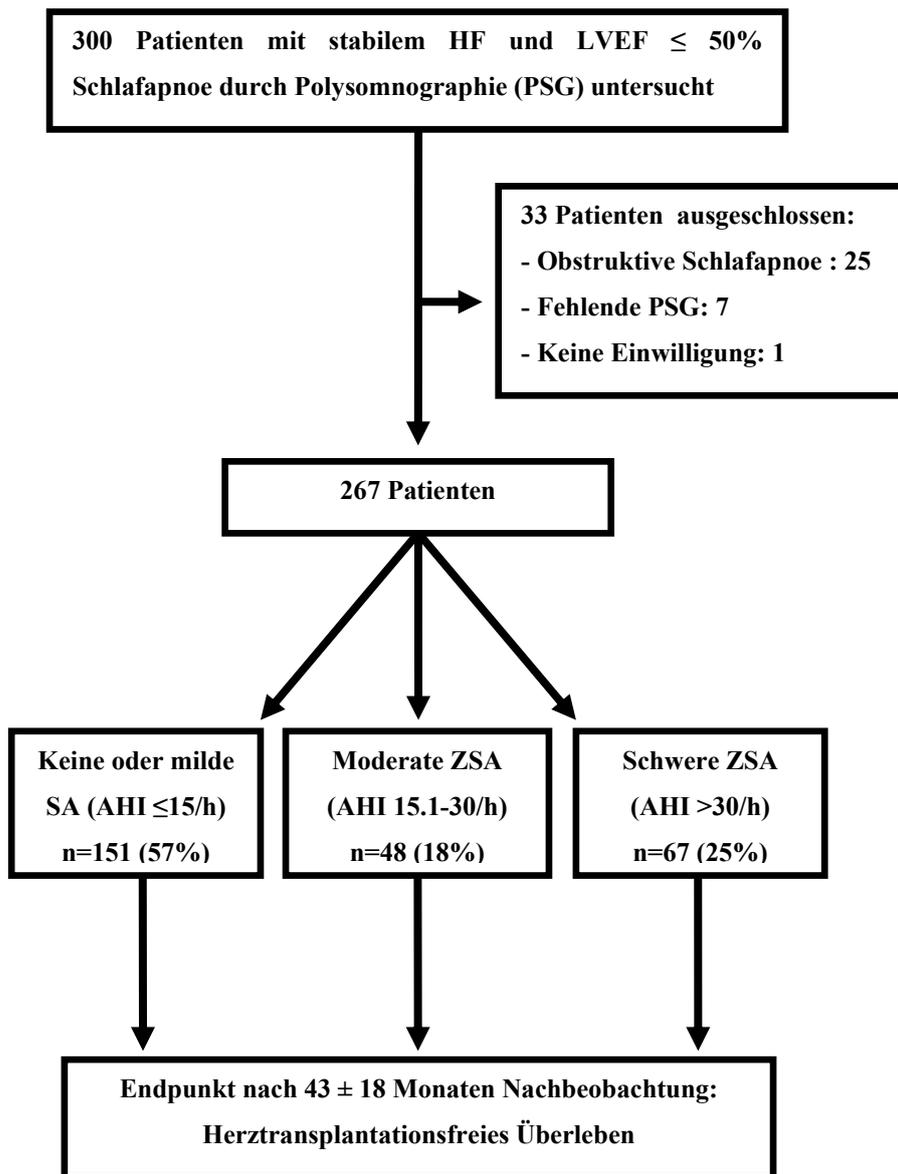 300 Patienten mit stabilem HF und LVEF ≤ 50%
Schlafapnoe durch Polysomnographie (PSG) untersucht
33 Patienten ausgeschlossen:
- Obstruktive Schlafapnoe : 25
- Fehlende PSG: 7
- Keine Einwilligung: 1
267 Patienten
Keine oder milde
SA (AHI ≤15/h)
n=151 (57%)
Moderate ZSA
(AHI 15.1-30/h)
n=48 (18%)
Schwere ZSA
(AHI >30/h)
n=67 (25%)
Endpunkt nach 43 ± 18 Monaten Nachbeobachtung:
Herztransplantationsfreies Überleben